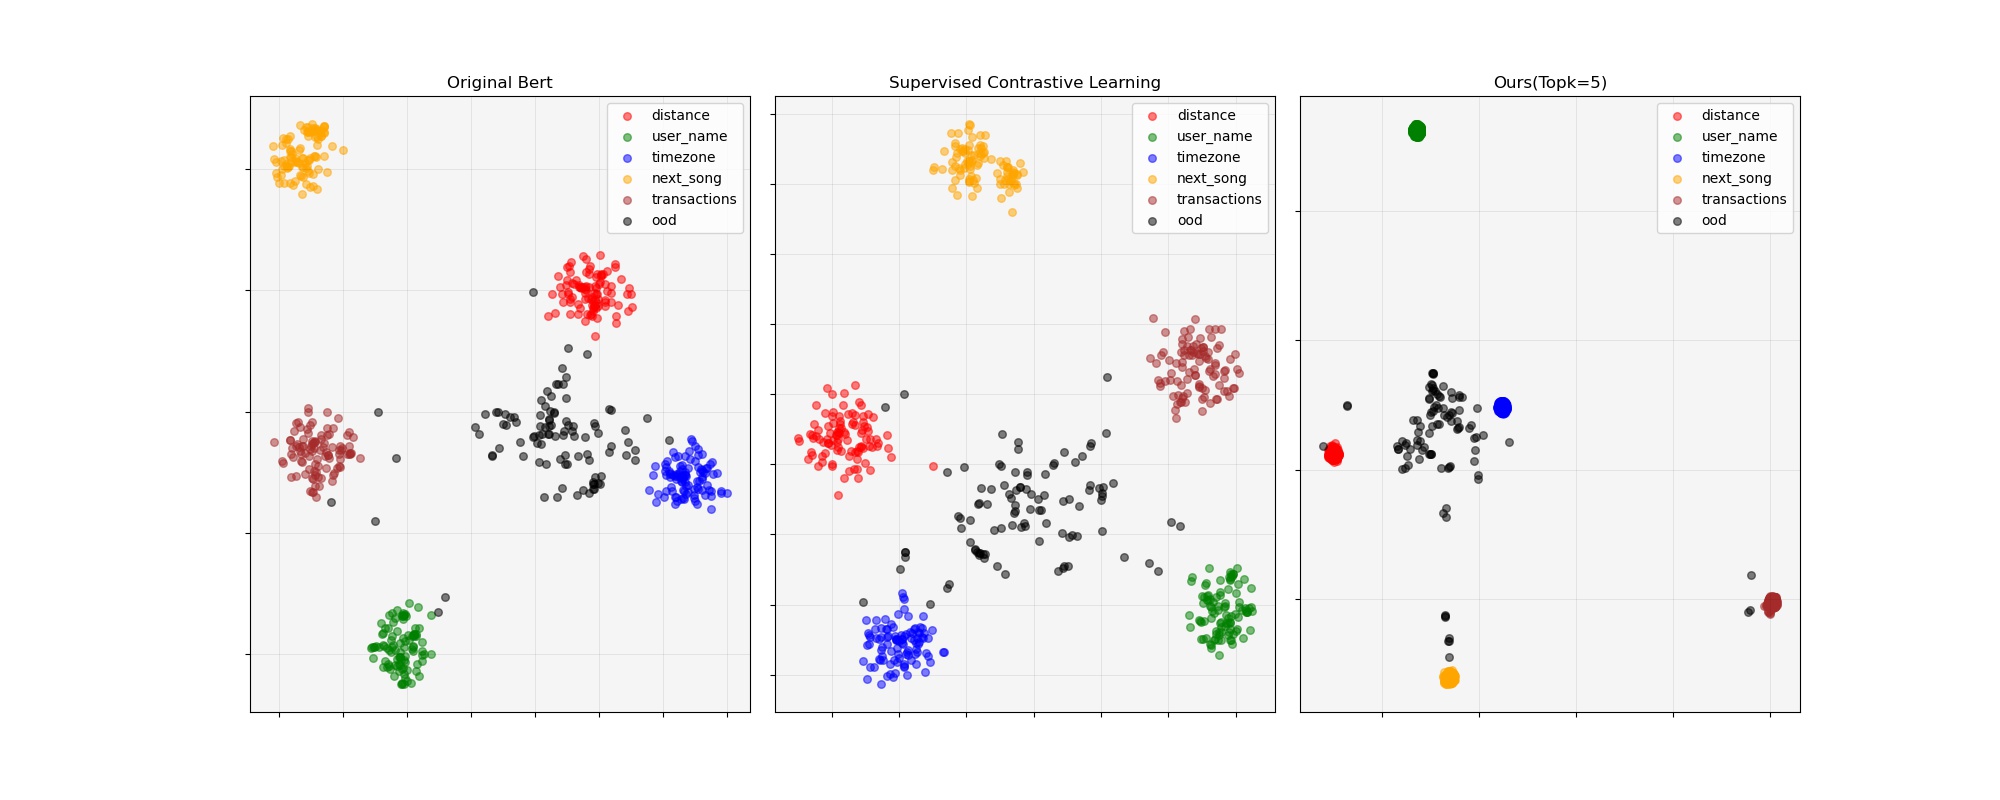 Original Bert
distance
user_name
timezone
next_song
transactions
ood
Supervised Contrastive Learning
distance
user_name
timezone
next_song
transactions
ood
Ours(Topk=5)
distance
user_name
timezone
next_song
transactions
ood